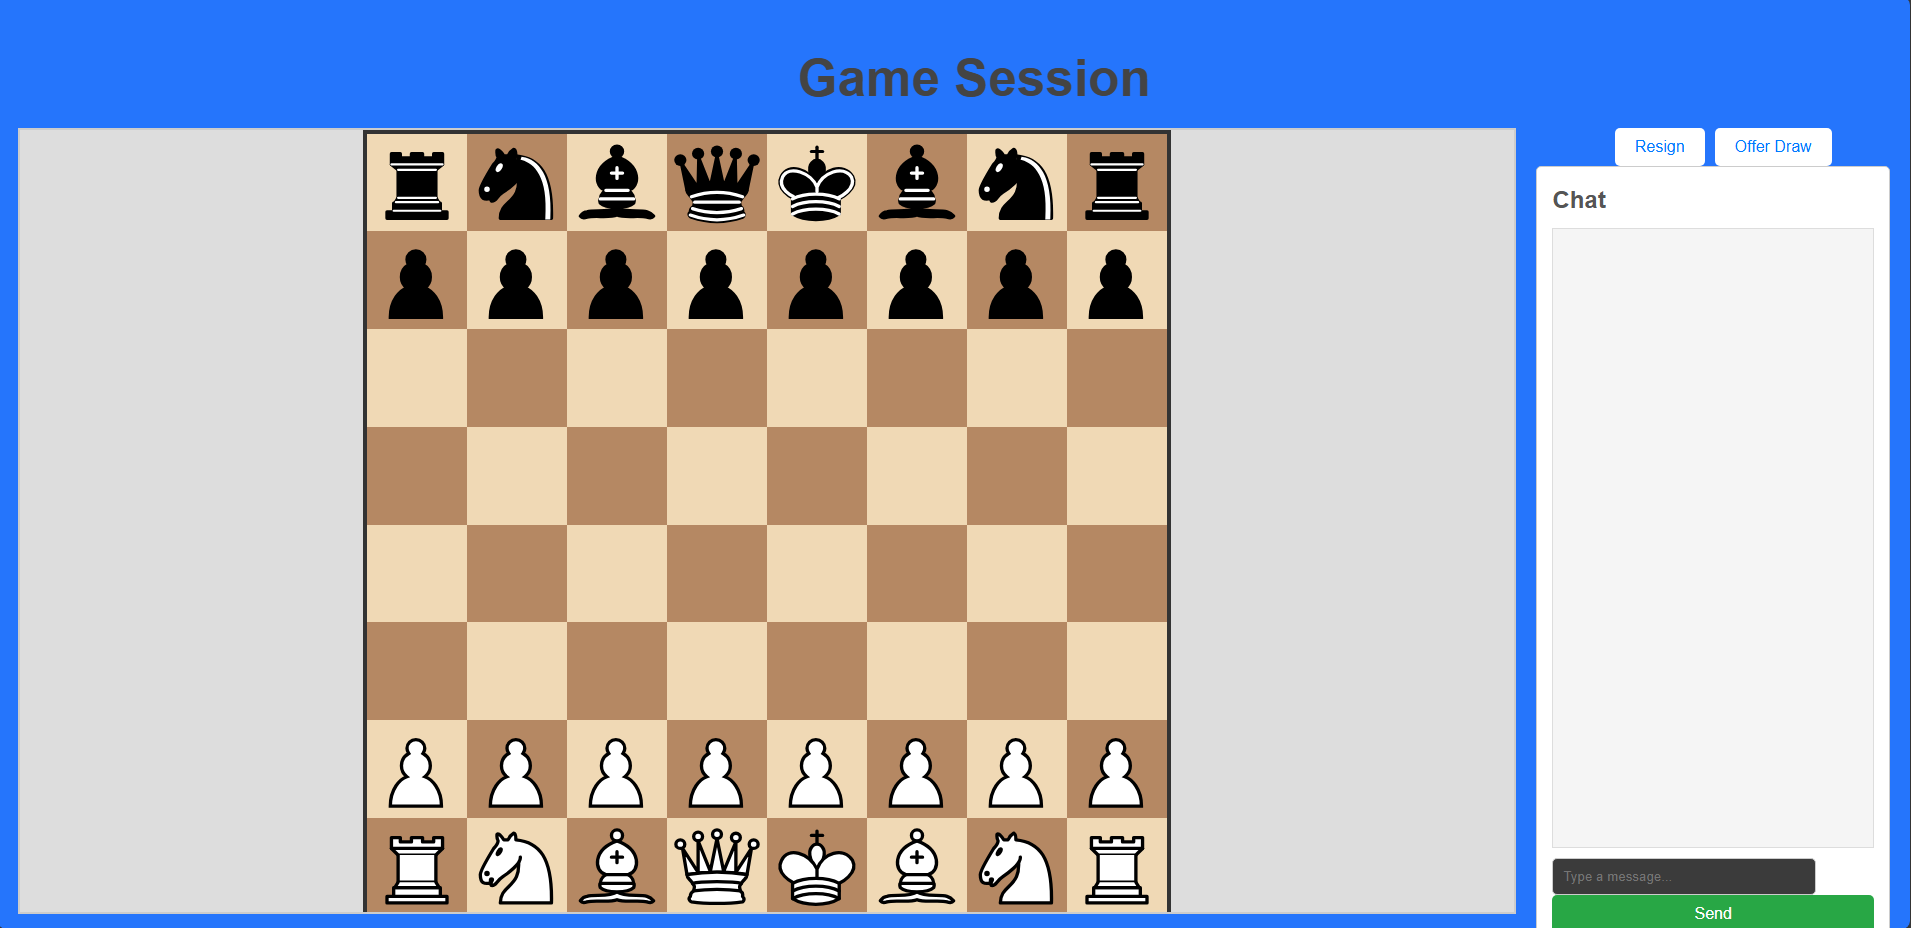 Game Session
Resign
Offer Draw
Chat
Type a message...
Send